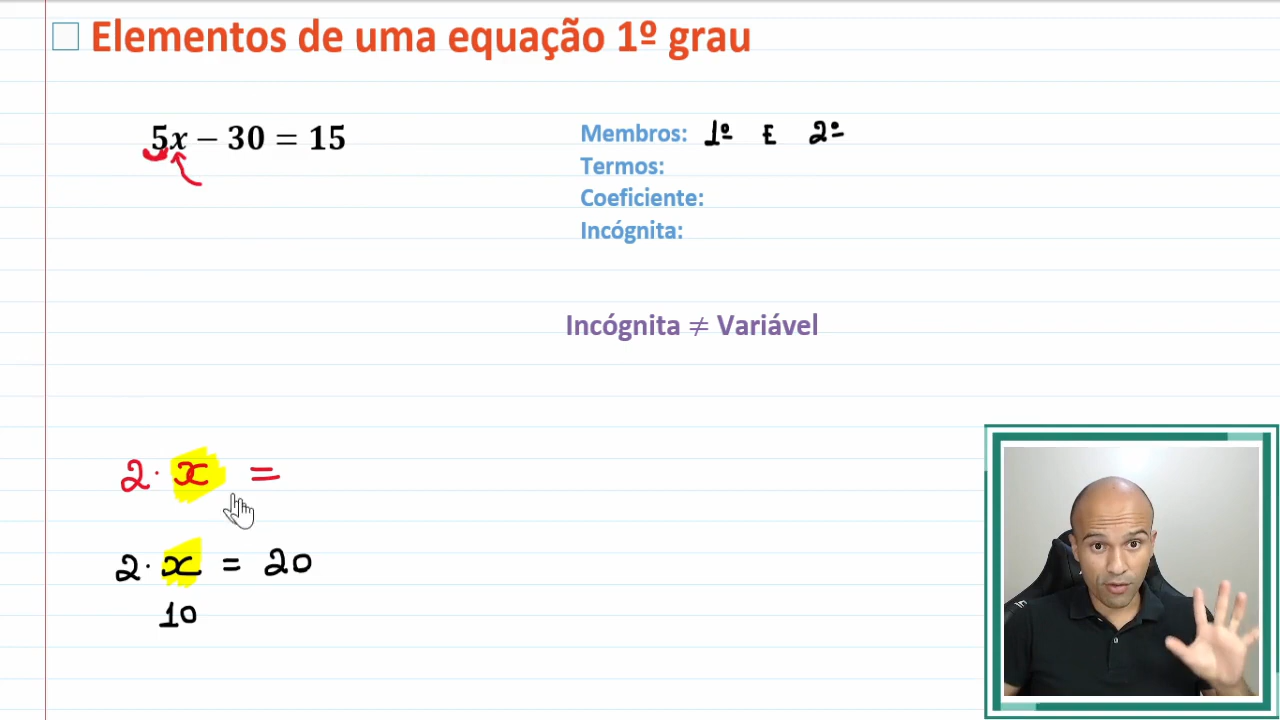 Elementos de uma equação 1º grau
5x − 30 = 15
Membros: 1º E 2º
Termos:
Coeficiente:
Incógnita:
Incógnita ≠ Variável
2 · x =
2 · x = 20
10